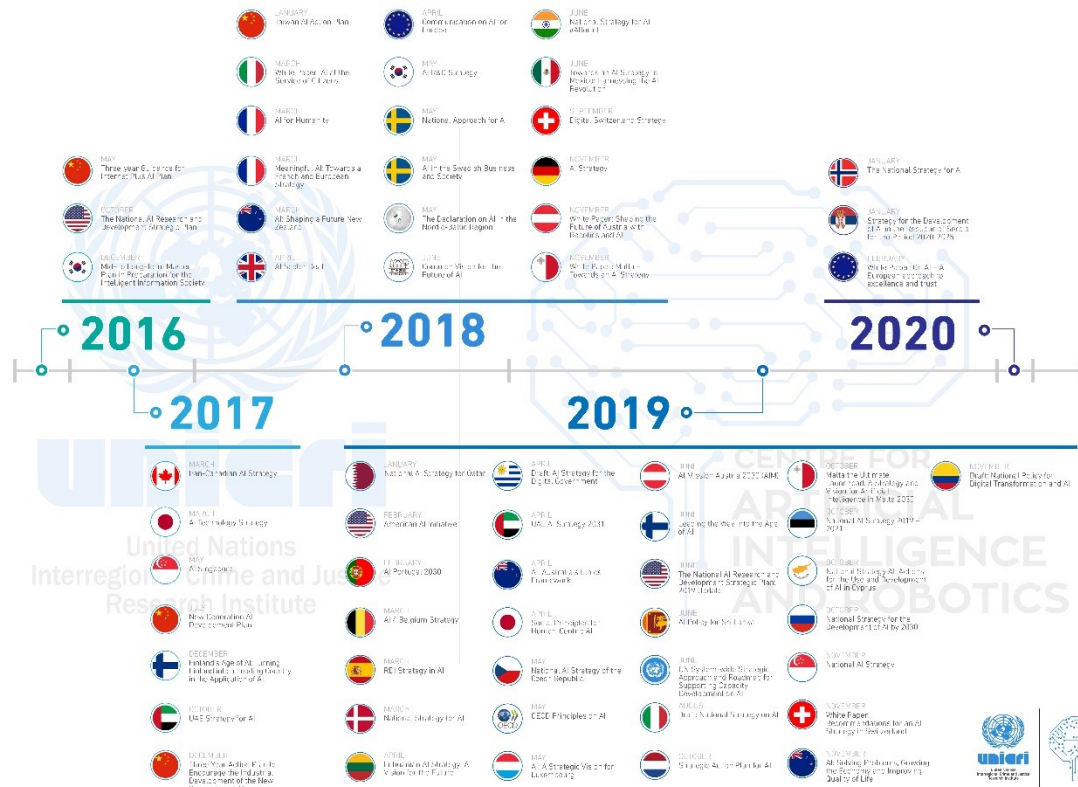 JANUARY
Taiwan AI Action Plan
MARCH
White Paper: AI at the
Service of Citizens
MARCH
AI for Humanity
MARCH
Meaningful AI: Towards a
French and European
Strategy
MARCH
AI: Shaping a Future New
Zealand
APRIL
AI Sector Deal
APRIL
Communication on AI for
Europe
MAY
AI R&D Strategy
MAY
National Approach for AI
MAY
AI in the Swedish Business
and Society
MAY
The Declaration on AI in the
Nordic-Baltic Region
JUNE
Common Vision for the
Future of AI
JUNE
National Strategy for AI
JUNE
Towards an AI Strategy in
Mexico: Harnessing the AI
Revolution
SEPTEMBER
Digital Switzerland Strategy
NOVEMBER
AI Strategy
NOVEMBER
White Paper: Shaping the
Future of Austria with
Robotics and AI
NOVEMBER
White Paper: Malta
Towards an AI Strategy
MAY
Three-year Guidance for
Internet Plus AI Plan
OCTOBER
The National AI Research and
Development Strategic Plan
DECEMBER
Mid- to Long-term Master
Plan in Preparation for the
Intelligent Information Society
JANUARY
The National Strategy for AI
JANUARY
Strategy for the Development
of AI in the Republic of Serbia
for the Period 2020-2025
FEBRUARY
White Paper: On AI - A
European approach to
excellence and trust
2016
2018
2020
2017
2019
MARCH
Pan-Canadian AI Strategy
MARCH
AI Technology Strategy
MAY
AI Singapore
New Generation AI
Development Plan
DECEMBER
Finland's Age of AI: Turning
Finland into a Leading Country
in the Application of AI
OCTOBER
UAE Strategy for AI
DECEMBER
Three-Year Action Plan to
Encourage the Industrial
Development of the New
JANUARY
National AI Strategy for Qatar
FEBRUARY
American AI Initiative
FEBRUARY
AI Portugal 2030
MARCH
AI 4 Belgium Strategy
MARCH
RDI Strategy in AI
MARCH
National Strategy for AI
APRIL
Lithuanian AI Strategy: A
Vision for the Future
APRIL
Draft AI Strategy for the
Digital Government
APRIL
UAE AI Strategy 2031
APRIL
AI Australia's Ethics
Framework
APRIL
Social Principles for
Human-Centric AI
MAY
National AI Strategy of the
Czech Republic
MAY
OECD Principles on AI
OECD
MAY
AI: A Strategic Vision for
Luxembourg
JUNE
AI Mission Austria 2030 (AIM)
JUNE
Leading the Way into the Age
of AI
JUNE
The National AI Research and
Development Strategic Plan:
2019 Update
JUNE
AI Policy for Sri Lanka
JUNE
UN System-wide Strategic
Approach and Roadmap for
Supporting Capacity
Development on AI
AUGUST
Draft National Strategy on AI
OCTOBER
Strategic Action Plan for AI
OCTOBER
Malta the Ultimate
Launchpad: A Strategy and
Vision for Artificial
Intelligence in Malta 2030
OCTOBER
National AI Strategy 2019 -
2021
OCTOBER
National Strategy AI: Actions
for the Use and Development
of AI in Cyprus
OCTOBER
National Strategy for the
Development of AI by 2030
NOVEMBER
National AI Strategy
NOVEMBER
White Paper:
Recommendations for an AI
Strategy in Switzerland
NOVEMBER
AI: Solving Problems, Growing
the Economy and Improving
Quality of Life
NOVEMBER
Draft National Policy for
Digital Transformation and AI
unicri
United Nations
Interregional Crime and Justice
Research Institute
CENTRE FOR
ARTIFICIAL
INTELLIGENCE
AND ROBOTICS
unicri
United Nations
Interregional Crime and Justice
Research Institute